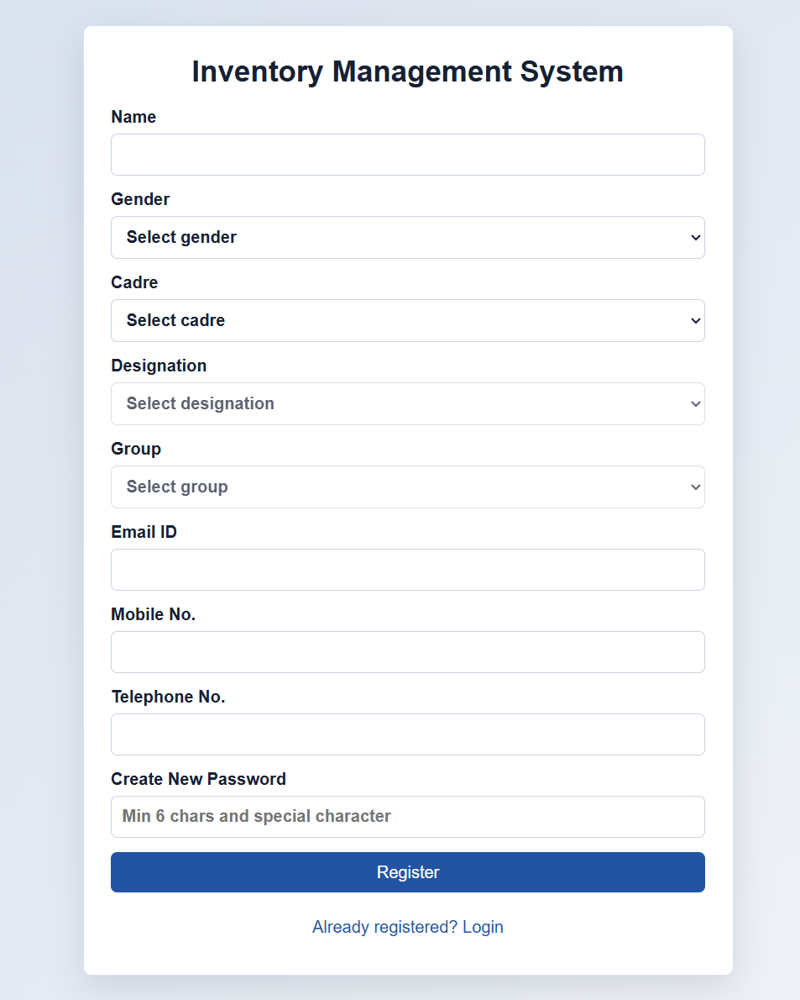 Inventory Management System
Name
Gender
Select gender
Cadre
Select cadre
Designation
Select designation
Group
Select group
Email ID
Mobile No.
Telephone No.
Create New Password
Min 6 chars and special character
Register
Already registered? Login